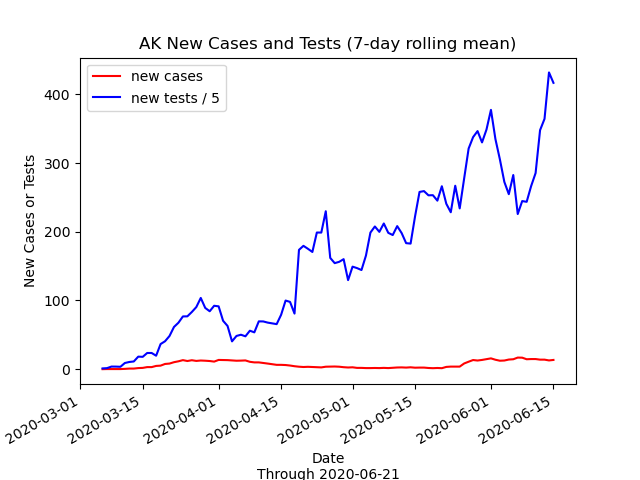 AK New Cases and Tests (7-day rolling mean)
new cases
new tests / 5
400
300
200
100
0
New Cases or Tests
2020-03-01
2020-03-15
2020-04-01
2020-04-15
2020-05-01
2020-05-15
2020-06-01
2020-06-15
Date
Through 2020-06-21